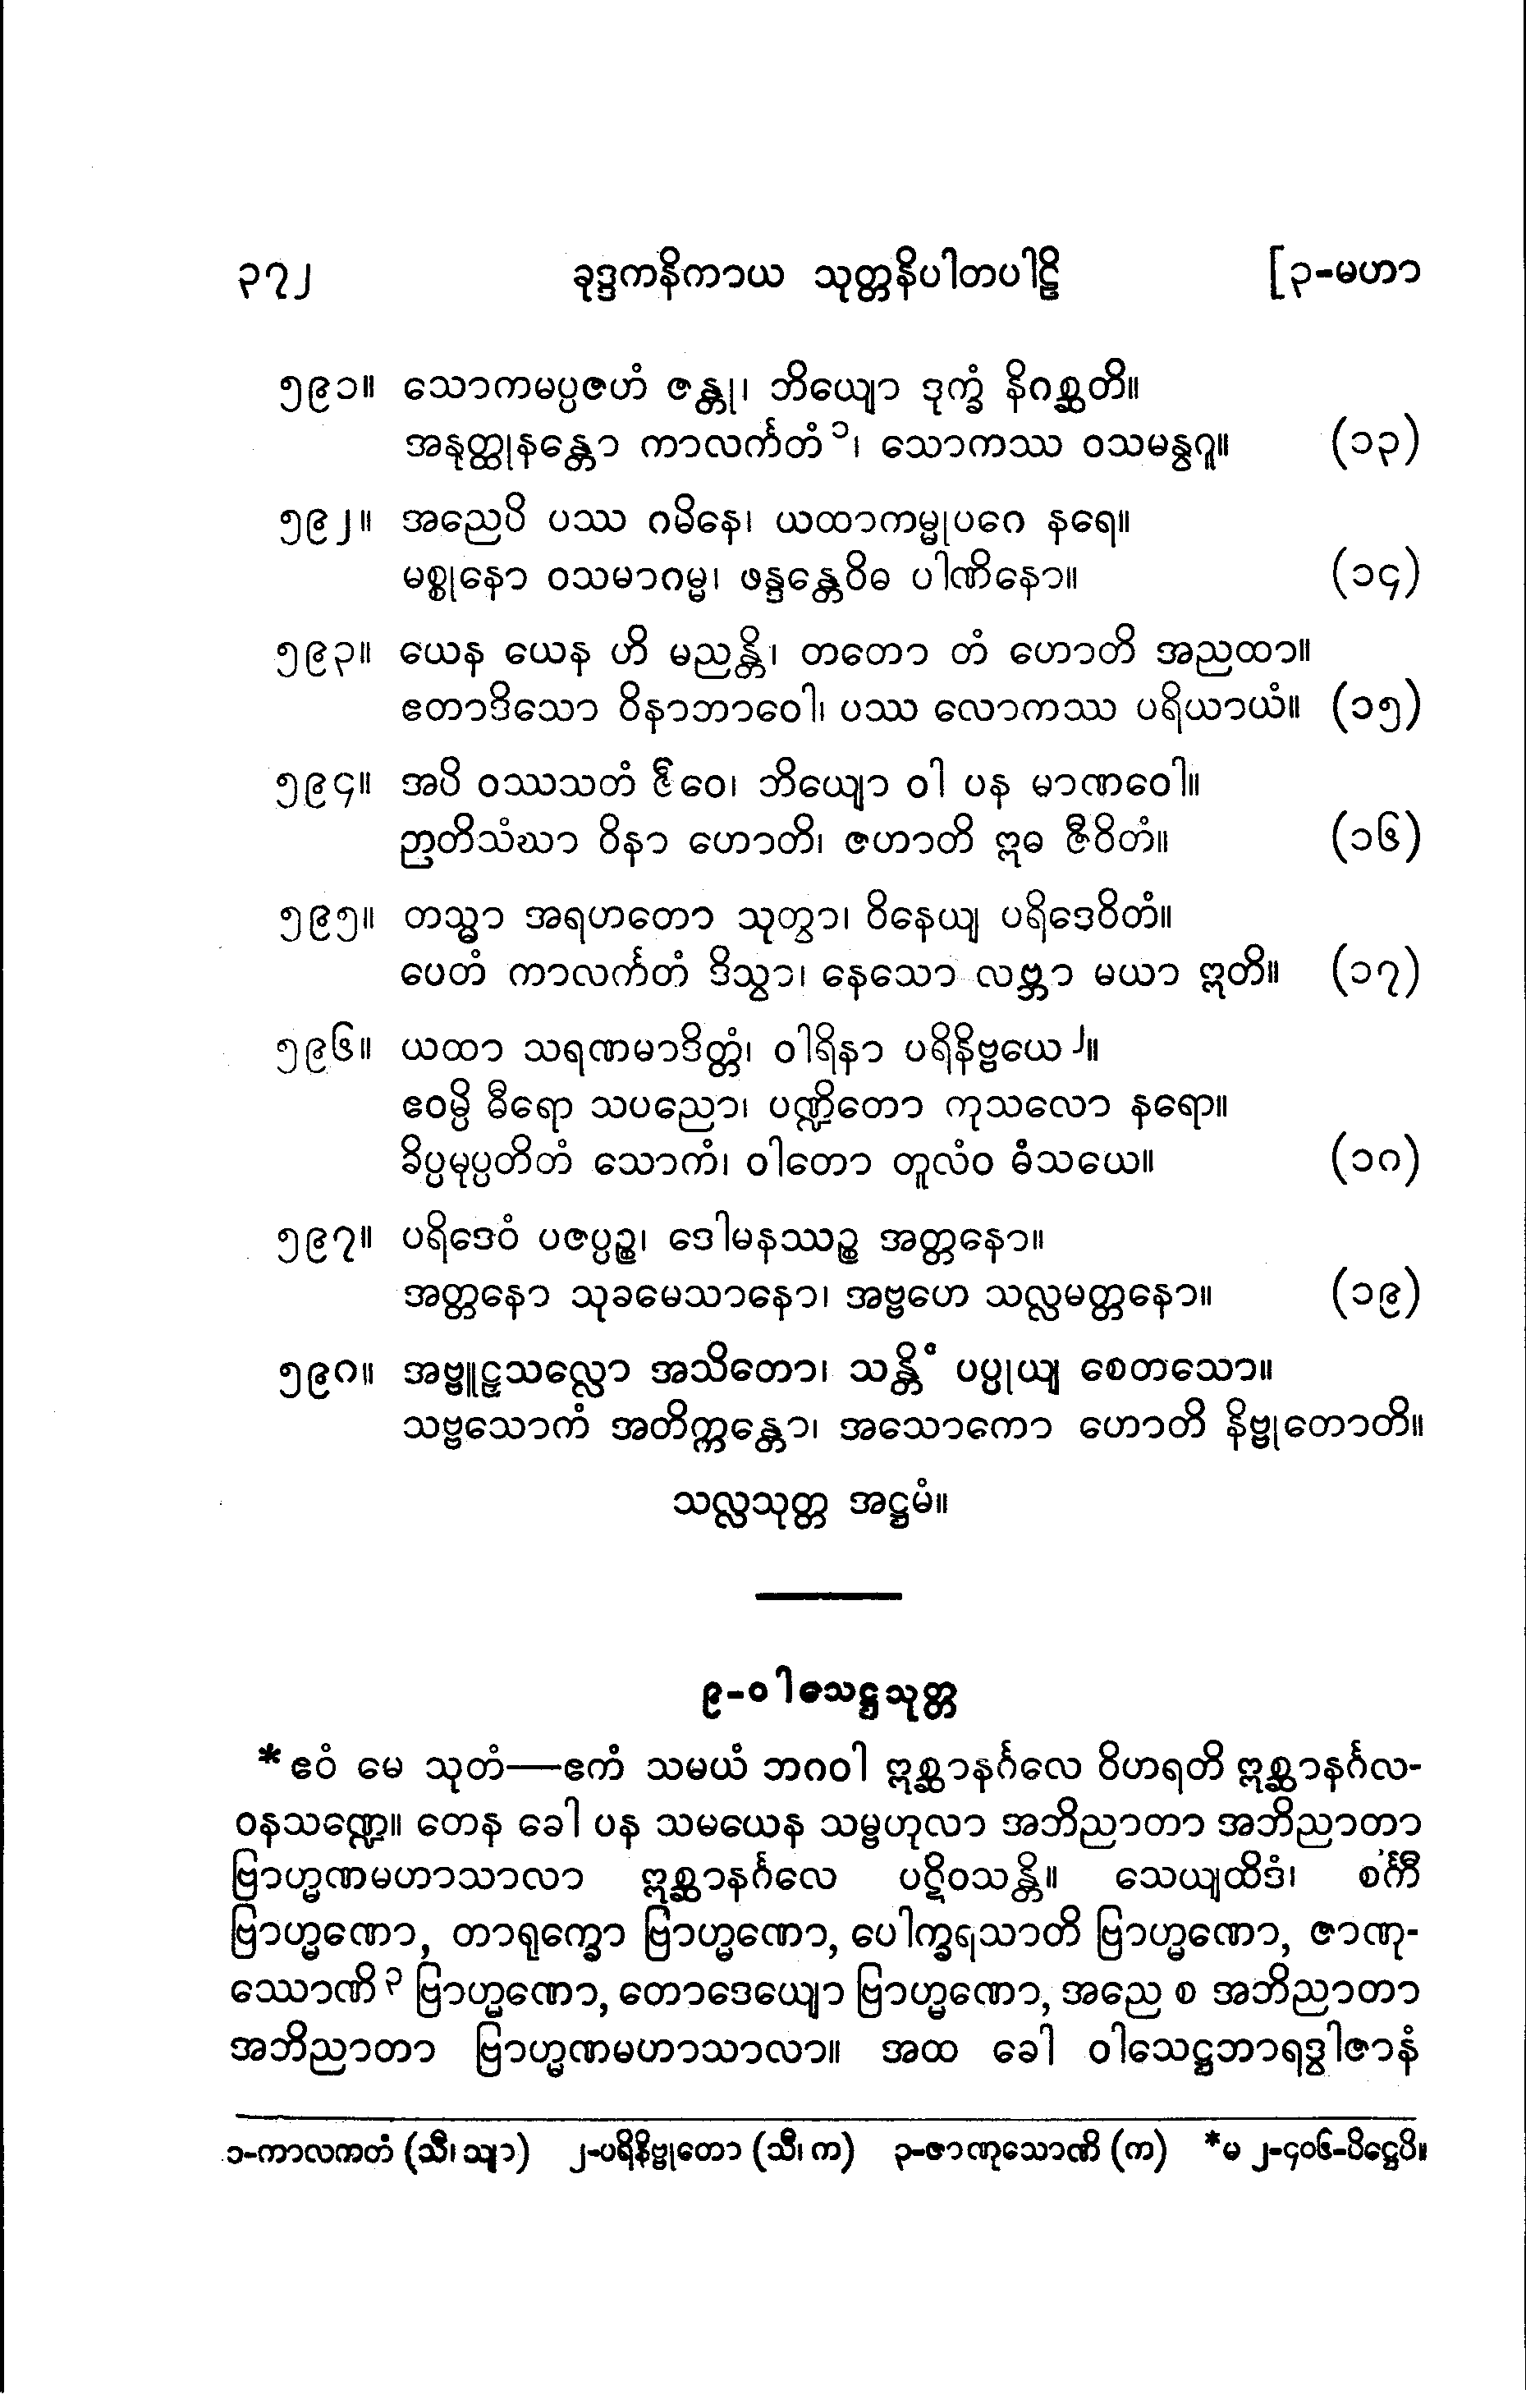 ၃၇၂ ခုဒ္ဒကနိကာယ သုတ္တနိပါတပါဠိ [၃-မဟာ
၅၉၁။ သောကမပ္ပဇဟံ ဇန္တု၊ ဘိယျော ဒုက္ခံ နိဂစ္ဆတိ။
အနုတ္ထုနန္တော ကာလင်္ကတံ ၁၊ သောကဿ ဝသမန္วဂူ။ (၁၃)
၅၉၂။ အညေပိ ပဿ ဂမိနေ၊ ယထာကမ္မုပဂေ နရေ။
မစ္စုနော ဝသမာဂမ္မ၊ ဖန္ဒန္တေဝိဓ ပါဏိနော။ (၁၄)
၅၉၃။ ယေန ယေန ဟိ မညန္တိ၊ တတော တံ ဟောတိ အညထာ။
ဧတာဒိသော ဝိနာဘာဝေါ၊ ပဿ လောကဿ ပရိယာယံ။ (၁၅)
၅၉၄။ အပိ ဝဿသတံ ဇီဝေ၊ ဘိယျော ဝါ ပန မာဏဝေါ။
ဉာတိသံဃာ ဝိနာ ဟောတိ၊ ဇဟာတိ ဣဓ ဇီဝိတံ။ (၁၆)
၅၉၅။ တသ္မာ အရဟတော သုတွာ၊ ဝိနေယျ ပရိဒေဝိတံ။
ပေတံ ကာလင်္ကတံ ဒိသွာ၊ နေသော လဗ္ဘာ မယာ ဣတိ။ (၁၇)
၅၉၆။ ယထာ သရဏမာဒိတ္တံ၊ ဝါရိနာ ပရိနိဗ္ဗယေ ၂။
ဧဝမ္ပိ ဓီရော သပညော၊ ပဏ္ဍိတော ကုသလော နရော။
ခိပ္ပမုပ္ပတိတံ သောကံ၊ ဝါတော တူလံဝ ဓံသယေ။ (၁၈)
၅၉၇။ ပရိဒေဝံ ပဇပ္ပဉ္စ၊ ဒေါမနဿဉ္စ အတ္တနော။
အတ္တနော သုခမေသာနော၊ အဗ္ဗဟေ သလ္လမတ္တနော။ (၁၉)
၅၉၈။ အဗ္ဗူဠှသလ္လော အသိတော၊ သန္တိံ ပပ္ပုယျ စေတသော။
သဗ္ဗသောကံ အတိက္ကန္တော၊ အသောကော ဟောတိ နိဗ္ဗုတောတိ။
သလ္လသုတ္တ အဋ္ဌမံ။
၉-ဝါသေဋ္ဌသုတ္တ
*ဧဝံ မေ သုတံ—ဧကံ သမယံ ဘဂဝါ ဣစ္ဆာနင်္ဂလေ ဝိဟရတိ ဣစ္ဆာနင်္ဂလ-
ဝနသဏ္ဍေ။ တေန ခေါ ပန သမယေန သမ္ဗဟုလာ အဘိညာတာ အဘိညာတာ
ဗြာဟ္မဏမဟာသာလာ ဣစ္ဆာနင်္ဂလေ ပဋိဝသန္တိ။ သေယျထိဒံ၊ စင်္ကီ
ဗြာဟ္မဏော, တာရုက္ခော ဗြာဟ္မဏော, ပေါက္ခရသာတိ ဗြာဟ္မဏော, ဇာဏု-
ဿောဏိ ၃ ဗြာဟ္မဏော, တောဒေယျော ဗြာဟ္မဏော, အညေ စ အဘိညာတာ
အဘိညာတာ ဗြာဟ္မဏမဟာသာလာ။ အထ ခေါ ဝါသေဋ္ဌဘာရဒွါဇာနံ
၁-ကာလကတံ (သီ၊ သျာ) ၂-ပရိနိဗ္ဗုတော (သီ၊ က) ၃-ဇာဏုသောဏိ (က) *မ ၂-၄၀၆-ပိဋ္ဌေပိ။